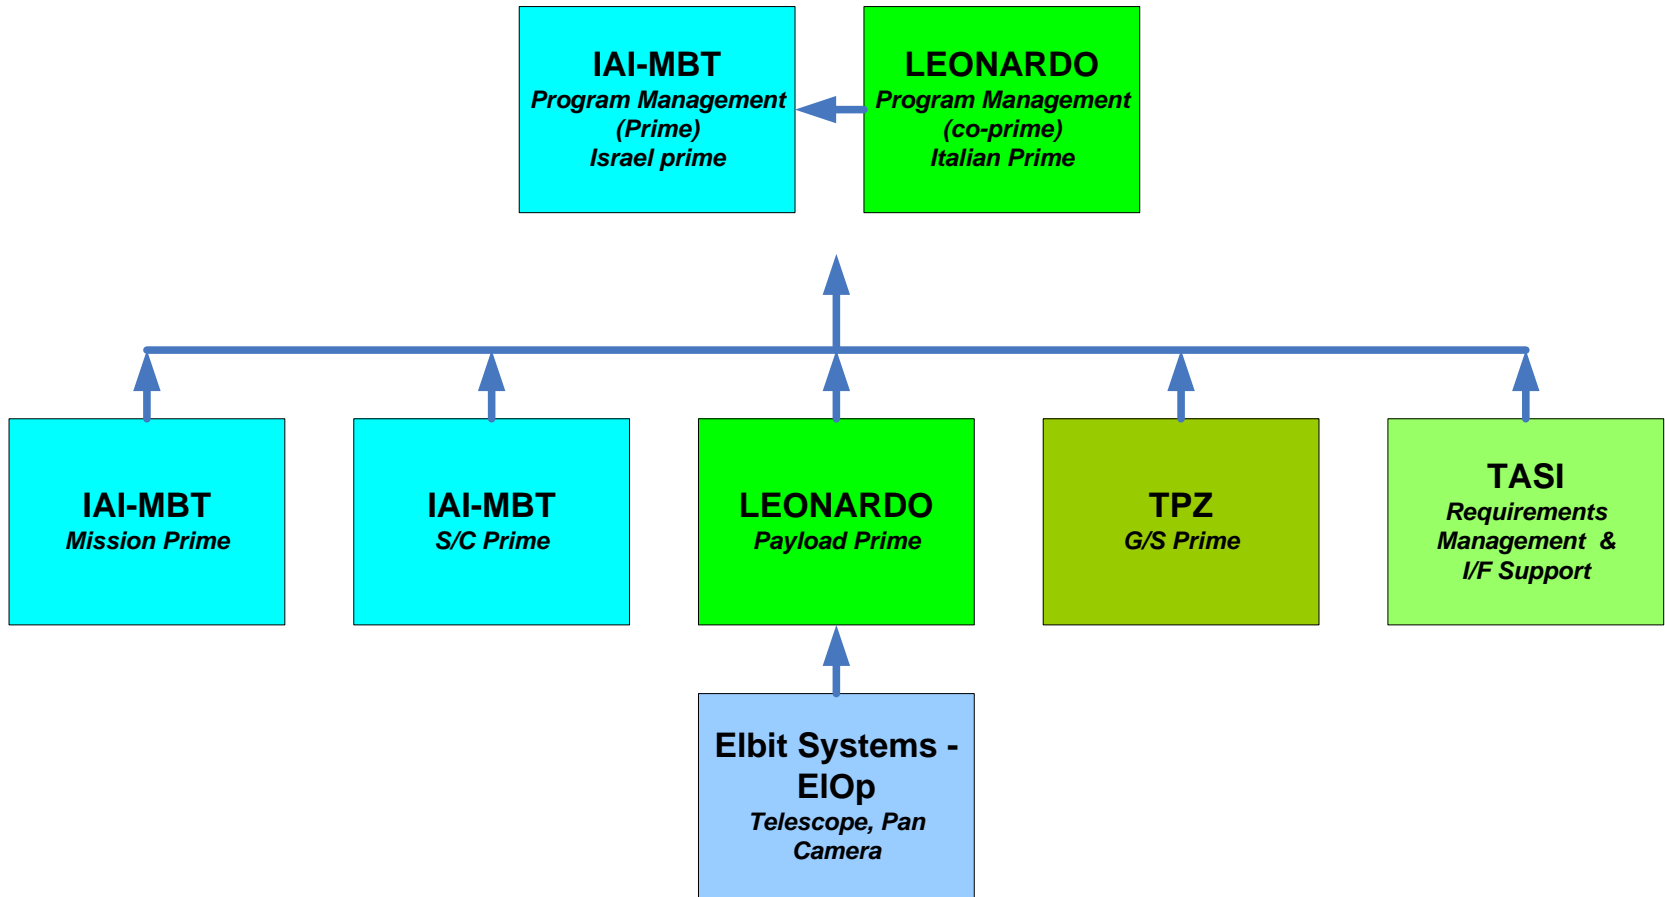 IAI-MBT
Program Management
(Prime)
Israel prime
LEONARDO
Program Management
(co-prime)
Italian Prime
IAI-MBT
Mission Prime
IAI-MBT
S/C Prime
LEONARDO
Payload Prime
TPZ
G/S Prime
TASI
Requirements
Management &
I/F Support
Elbit Systems -
ElOp
Telescope, Pan
Camera